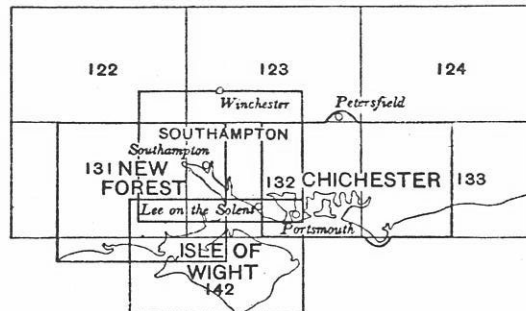 122
123
124
Winchester
Petersfield
SOUTHAMPTON
Southampton
131 NEW
FOREST
132 CHICHESTER
133
Lee on the Solent
Portsmouth
ISLE OF
WIGHT
142